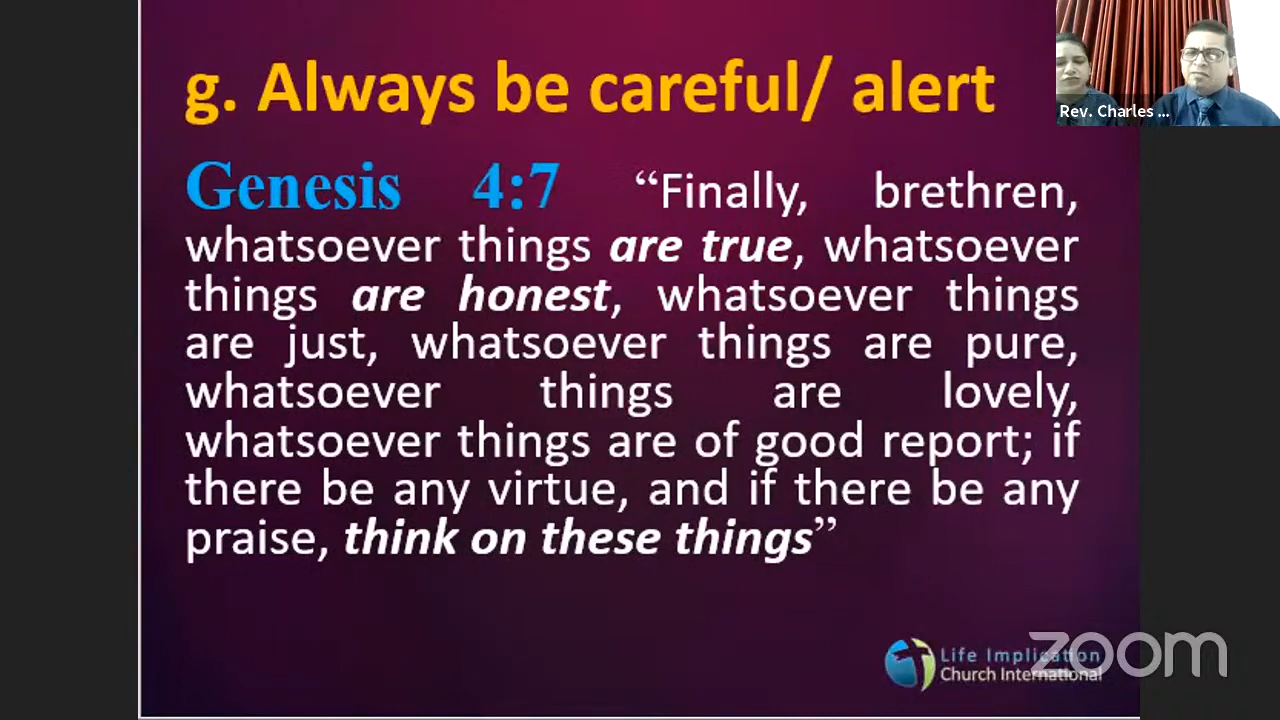 g. Always be careful/ alert
Rev. Charles ...
Genesis 4:7 “Finally, brethren,
whatsoever things are true, whatsoever
things are honest, whatsoever things
are just, whatsoever things are pure,
whatsoever things are lovely,
whatsoever things are of good report; if
there be any virtue, and if there be any
praise, think on these things”
Life Implication
Church International
zoom